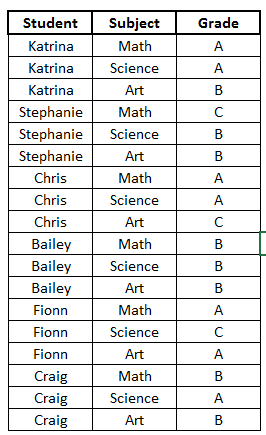 Student Subject Grade
Katrina Math A
Katrina Science A
Katrina Art B
Stephanie Math C
Stephanie Science B
Stephanie Art B
Chris Math A
Chris Science A
Chris Art C
Bailey Math B
Bailey Science B
Bailey Art B
Fionn Math A
Fionn Science C
Fionn Art A
Craig Math B
Craig Science A
Craig Art B